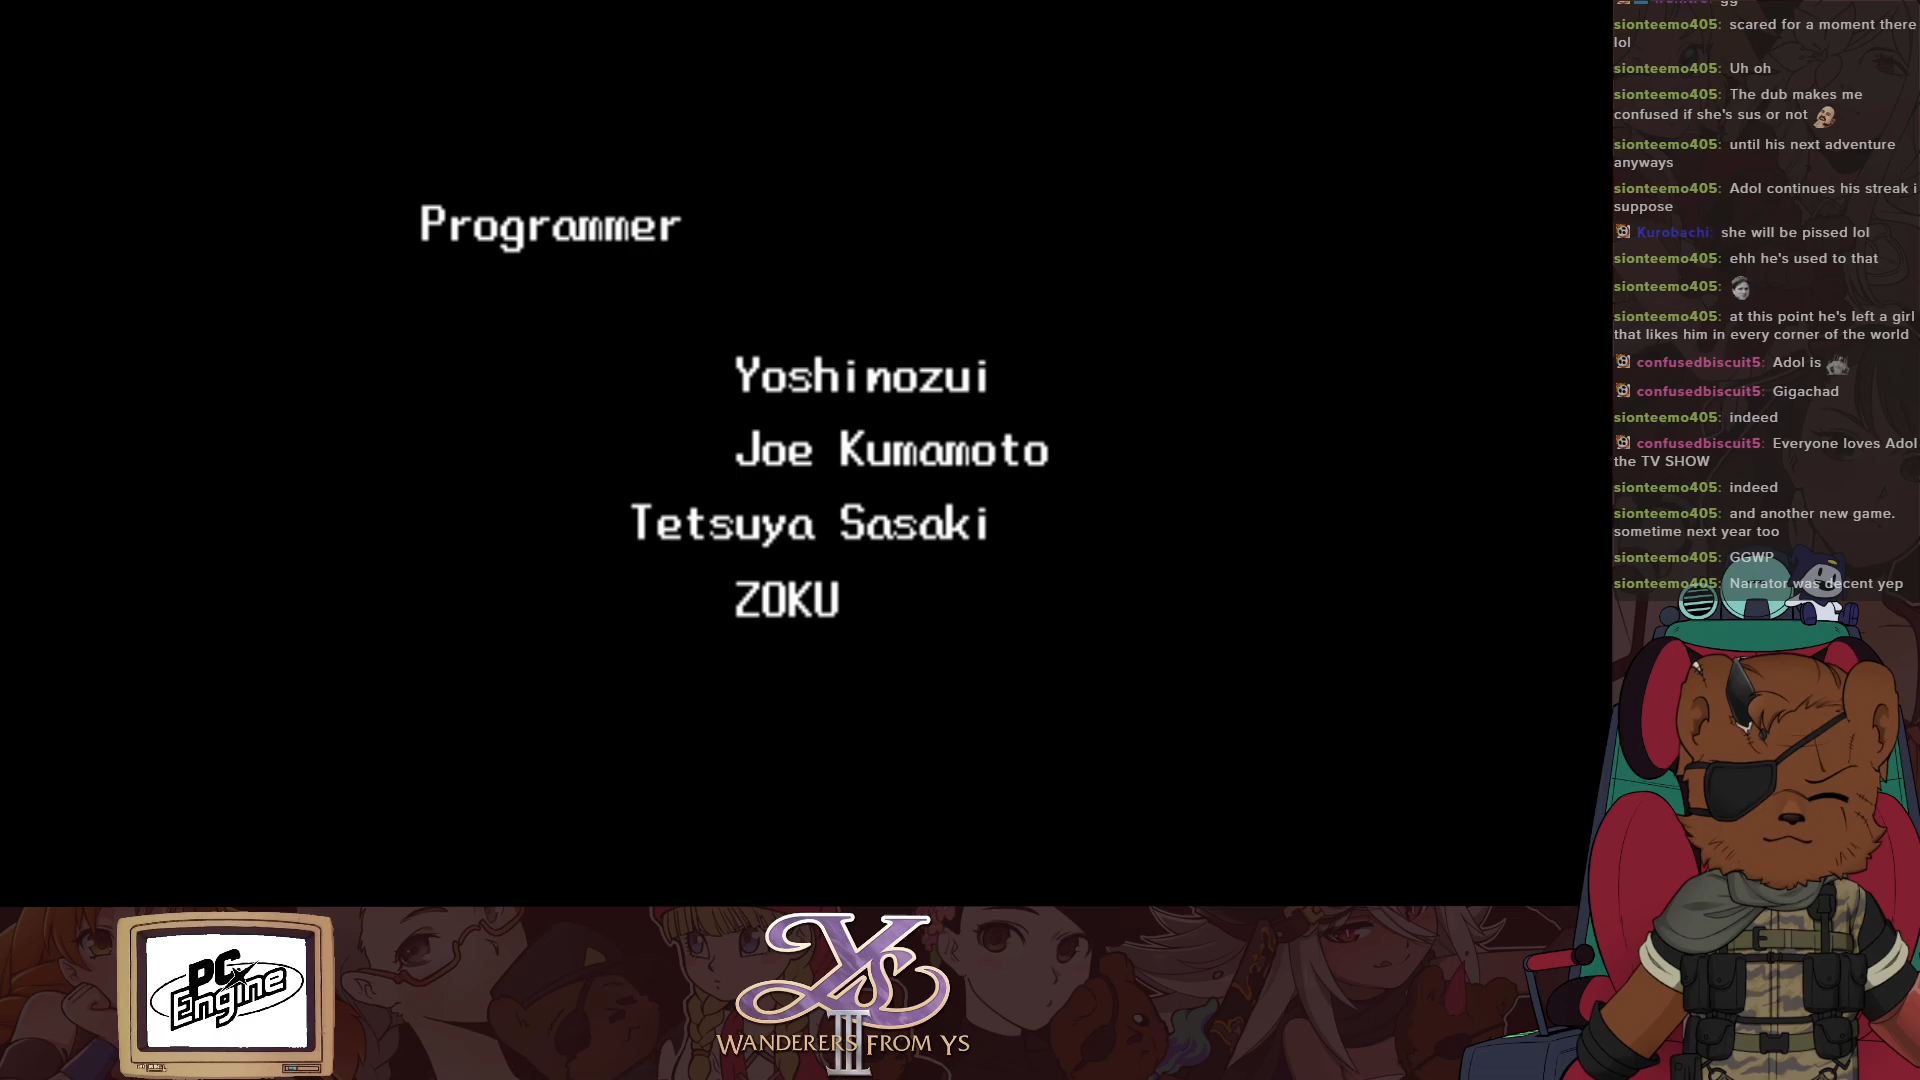 Programmer
Yoshimozui
Joe Kumamoto
Tetsuya Sasaki
ZOKU
gg
sionteemo405: scared for a moment there
lol
sionteemo405: Uh oh
sionteemo405: The dub makes me
confused if she's sus or not
sionteemo405: until his next adventure
anyways
sionteemo405: Adol continues his streak i
suppose
Kurobachi: she will be pissed lol
sionteemo405: ehh he's used to that
sionteemo405:
sionteemo405: at this point he's left a girl
that likes him in every corner of the world
confusedbiscuit5: Adol is
confusedbiscuit5: Gigachad
sionteemo405: indeed
confusedbiscuit5: Everyone loves Adol
the TV SHOW
sionteemo405: indeed
sionteemo405: and another new game.
sometime next year too
sionteemo405: GGWP
sionteemo405: Narrator was decent yep
PC
Engine
Ys
III
WANDERERS FROM YS